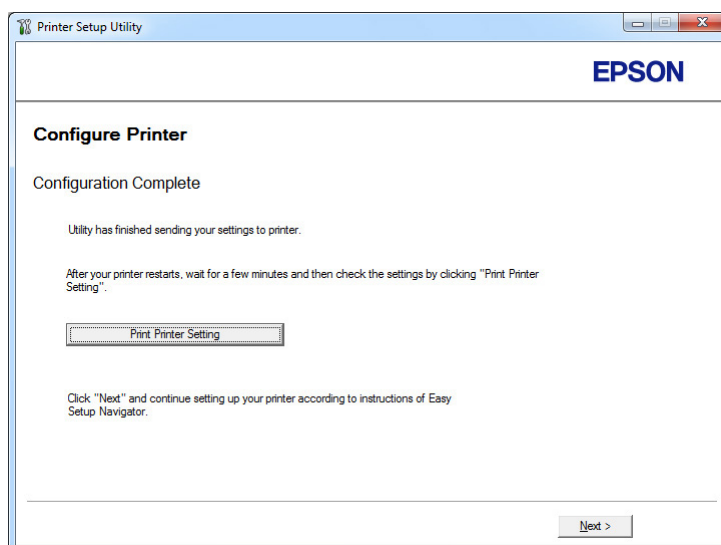 Printer Setup Utility
EPSON
Configure Printer
Configuration Complete
Utility has finished sending your settings to printer.
After your printer restarts, wait for a few minutes and then check the settings by clicking "Print Printer
Setting".
Print Printer Setting
Click "Next" and continue setting up your printer according to instructions of Easy
Setup Navigator.
Next >